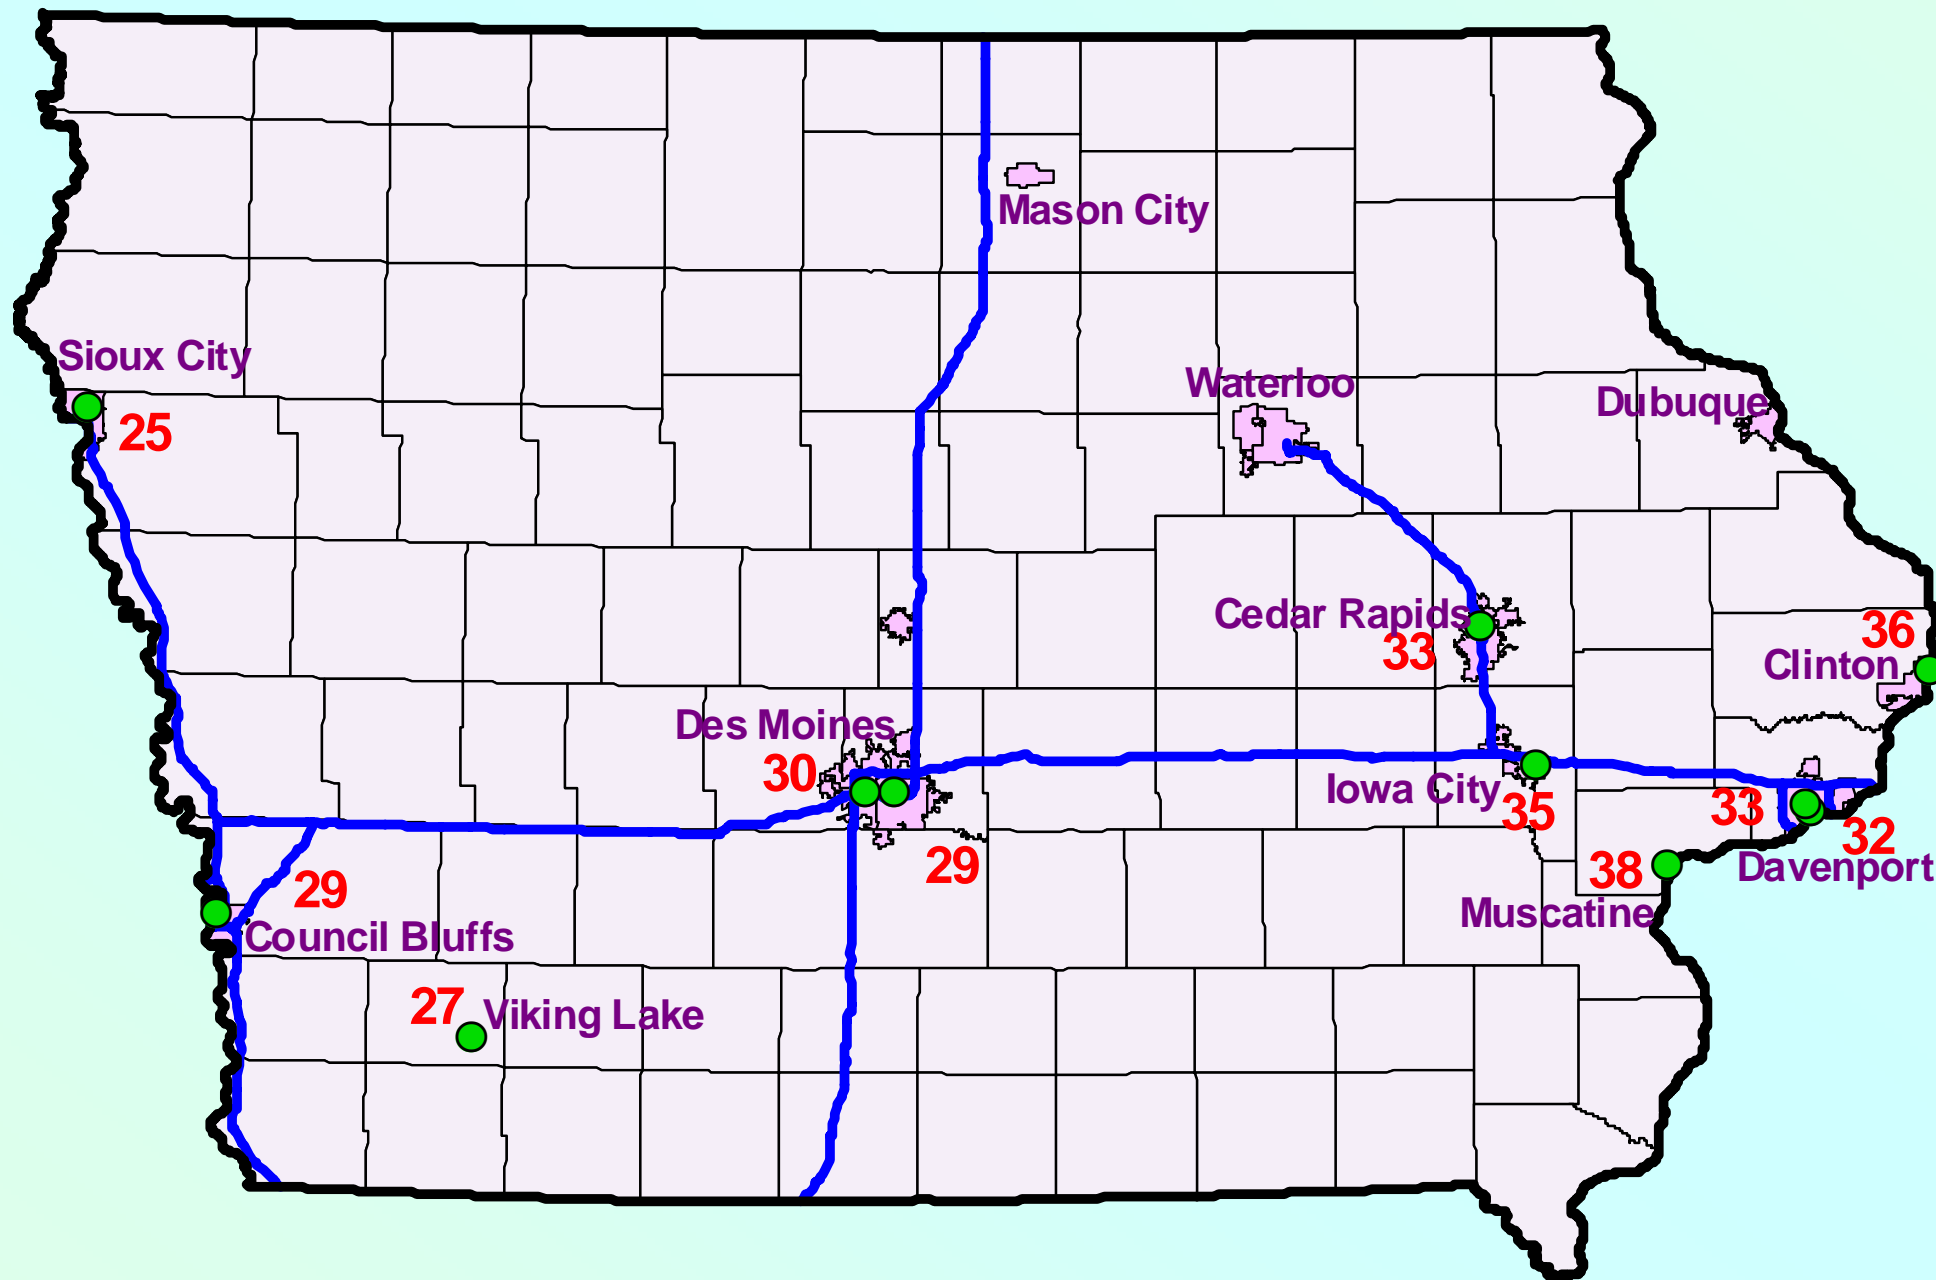 Mason City
Sioux City
25
Waterloo
Dubuque
Cedar Rapids
33
36
Clinton
Des Moines
30
Iowa City
35
33
32
Davenport
29
38
Muscatine
29
Council Bluffs
27
Viking Lake